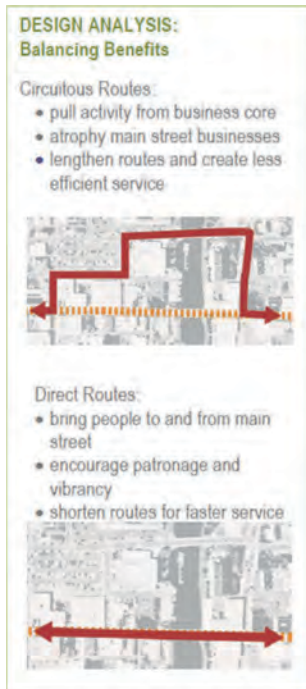 DESIGN ANALYSIS:
Balancing Benefits
Circuitous Routes:
• pull activity from business core
• atrophy main street businesses
• lengthen routes and create less
efficient service
Direct Routes:
• bring people to and from main
street
• encourage patronage and
vibrancy
• shorten routes for faster service